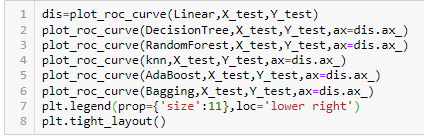 1 dis=plot_roc_curve(Linear,X_test,Y_test)
2 plot_roc_curve(DecisionTree,X_test,Y_test,ax=dis.ax_)
3 plot_roc_curve(RandomForest,X_test,Y_test,ax=dis.ax_)
4 plot_roc_curve(knn,X_test,Y_test,ax=dis.ax_)
5 plot_roc_curve(AdaBoost,X_test,Y_test,ax=dis.ax_)
6 plot_roc_curve(Bagging,X_test,Y_test,ax=dis.ax_)
7 plt.legend(prop={'size':11},loc='lower right')
8 plt.tight_layout()